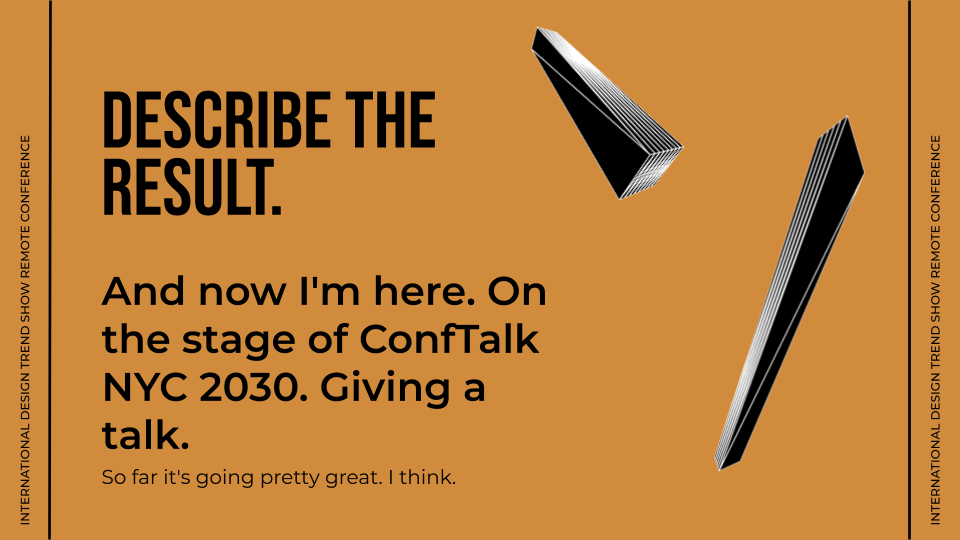 INTERNATIONAL DESIGN TREND SHOW REMOTE CONFERENCE
DESCRIBE THE
RESULT.
And now I'm here. On
the stage of ConfTalk
NYC 2030. Giving a
talk.
So far it's going pretty great. I think.
INTERNATIONAL DESIGN TREND SHOW REMOTE CONFERENCE